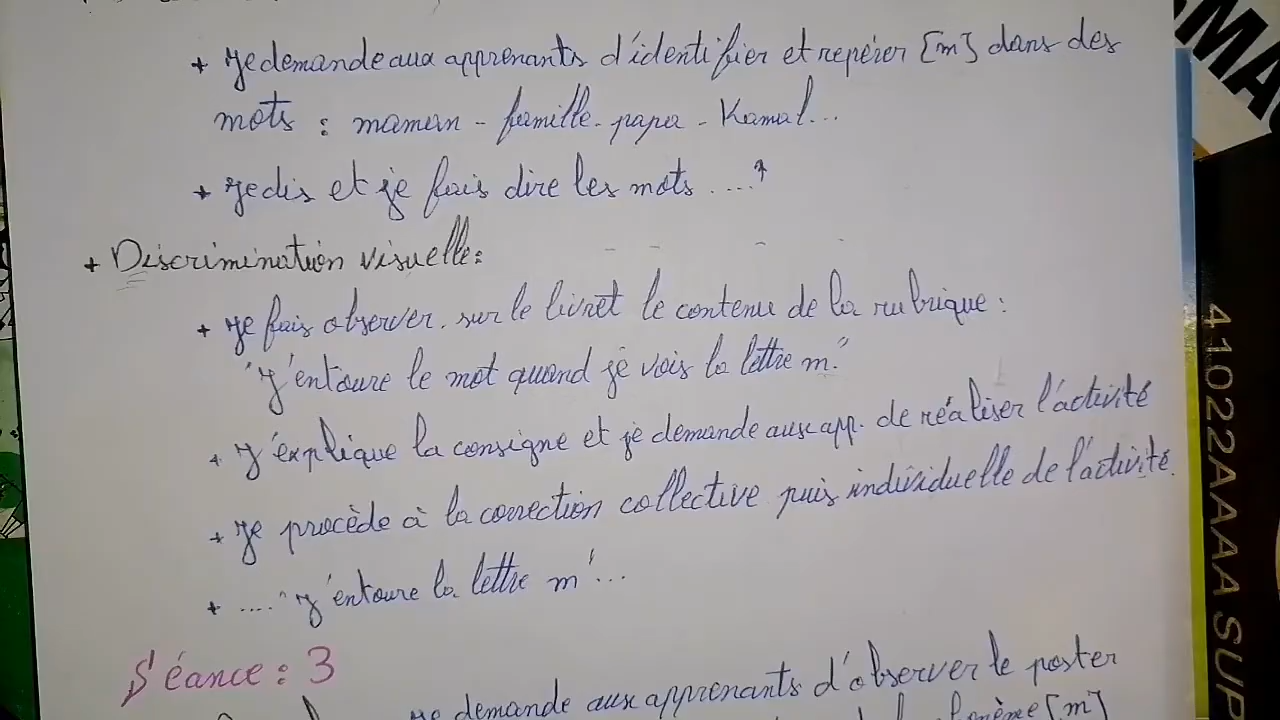 + Je demande aux apprenants d'identifier et repérer [m] dans des
mots : maman - famille - papa - Kamal...
+ Je dis et je fais dire les mots ....
+ Discrimination visuelle :
+ Je fais observer sur le livret le contenu de la rubrique :
"J'entoure le mot quand je vois la lettre m."
+ J'explique la consigne et je demande aux app. de réaliser l'activité
+ Je procède à la correction collective puis individuelle de l'activité.
+ ...." J'entoure la lettre m"...
Séance : 3
Je demande aux apprenants d'observer le poster
[m]
MA
41022AAAA SUP